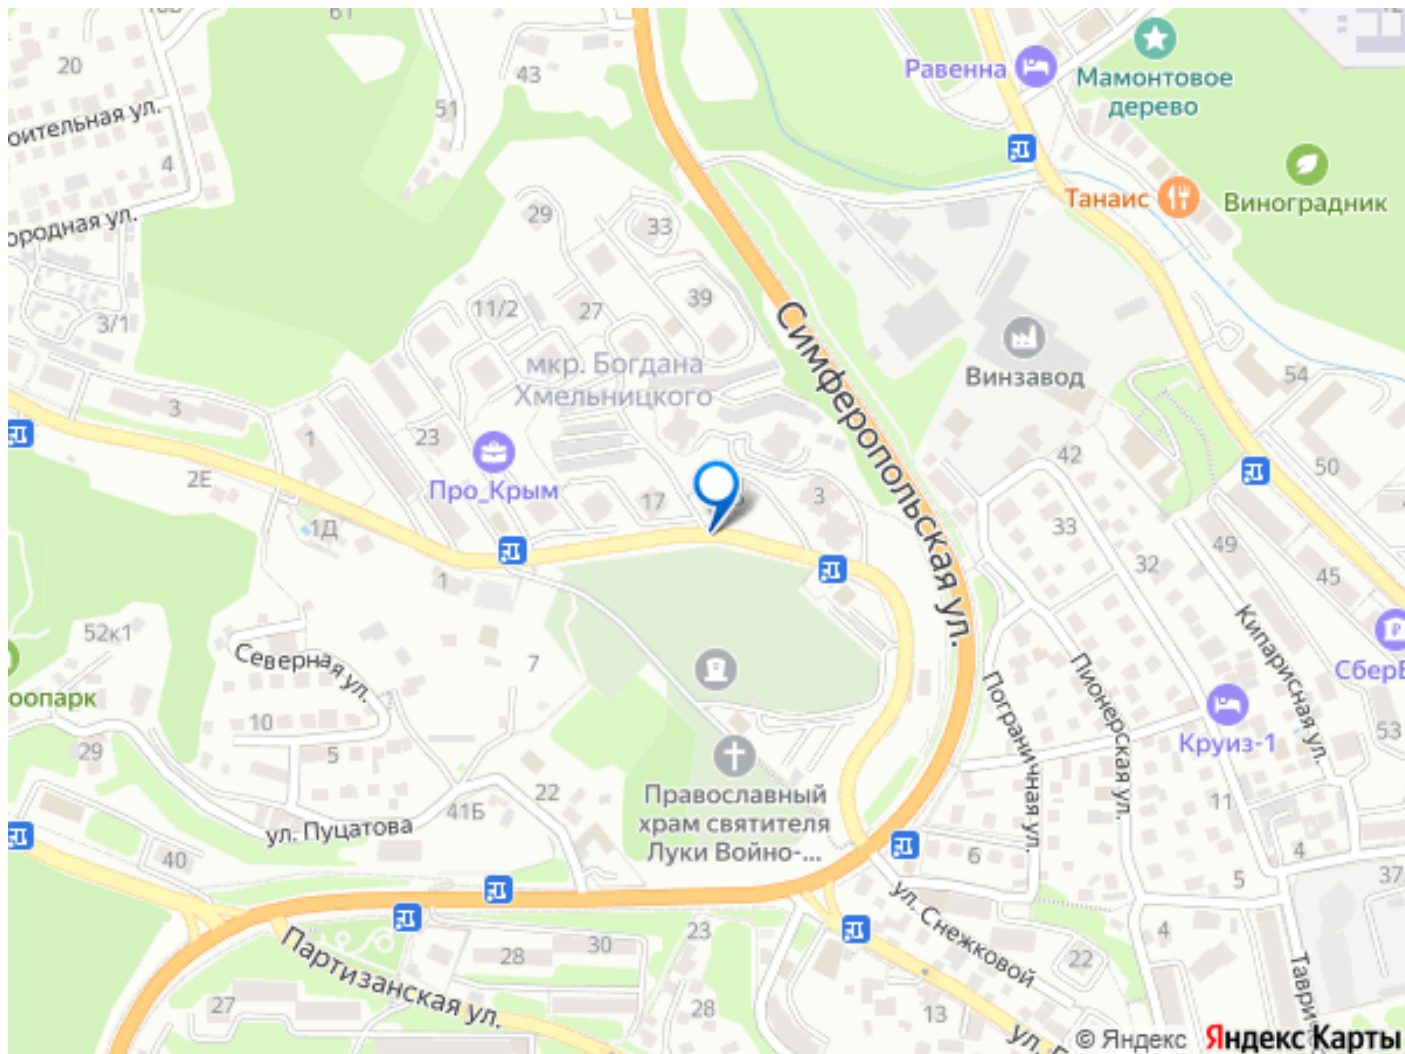 61
20
43
51
Равенна
Мамонтовое
дерево
оительная ул.
4
Танаис
Виноградник
ородная ул.
29
33
39
11/2
27
3/1
мкр. Богдана
Хмельницкого
Симферопольская ул.
Винзавод
54
3
1
23
42
50
2Е
Про_Крым
17
3
1Д
33
49
32
45
1
52к1
7
Северная ул.
Кипарисная ул.
Пионерская ул.
Пограничная ул.
СберБ
оопарк
10
29
5
Круиз-1
53
22
41Б
ул. Пуцатова
Православный
храм святителя
Луки Войно-...
11
40
6
4
5
37
ул. Снежковой
Партизанская ул.
28
30
23
22
4
Таври
27
28
13
ул.
© Яндекс Яндекс Карты